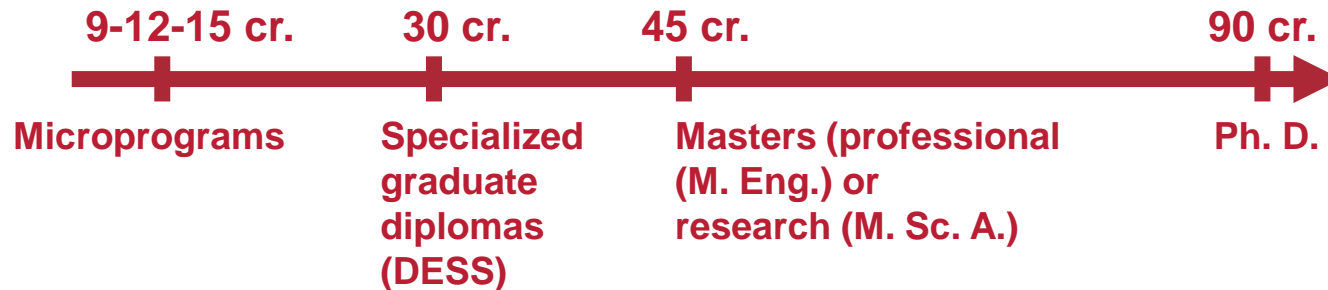 9-12-15 cr.
30 cr.
45 cr.
90 cr.
Microprograms
Specialized
graduate
diplomas
(DESS)
Masters (professional
(M. Eng.) or
research (M. Sc. A.)
Ph. D.